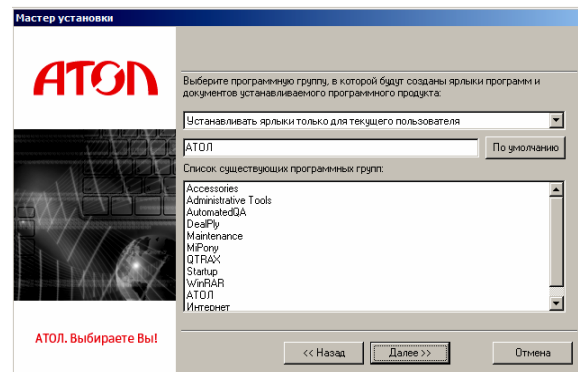 Мастер установки
АТОЛ
Выберите программную группу, в которой будут созданы ярлыки программ и
документов устанавливаемого программного продукта:
Устанавливать ярлыки только для текущего пользователя
АТОЛ
По умолчанию
Список существующих программных групп:
Accessories
Administrative Tools
AutomatedQA
DealPly
Maintenance
MiPony
QTRAX
Startup
WinRAR
АТОЛ
Интернет
АТОЛ. Выбираете Вы!
<< Назад
Далее >>
Отмена